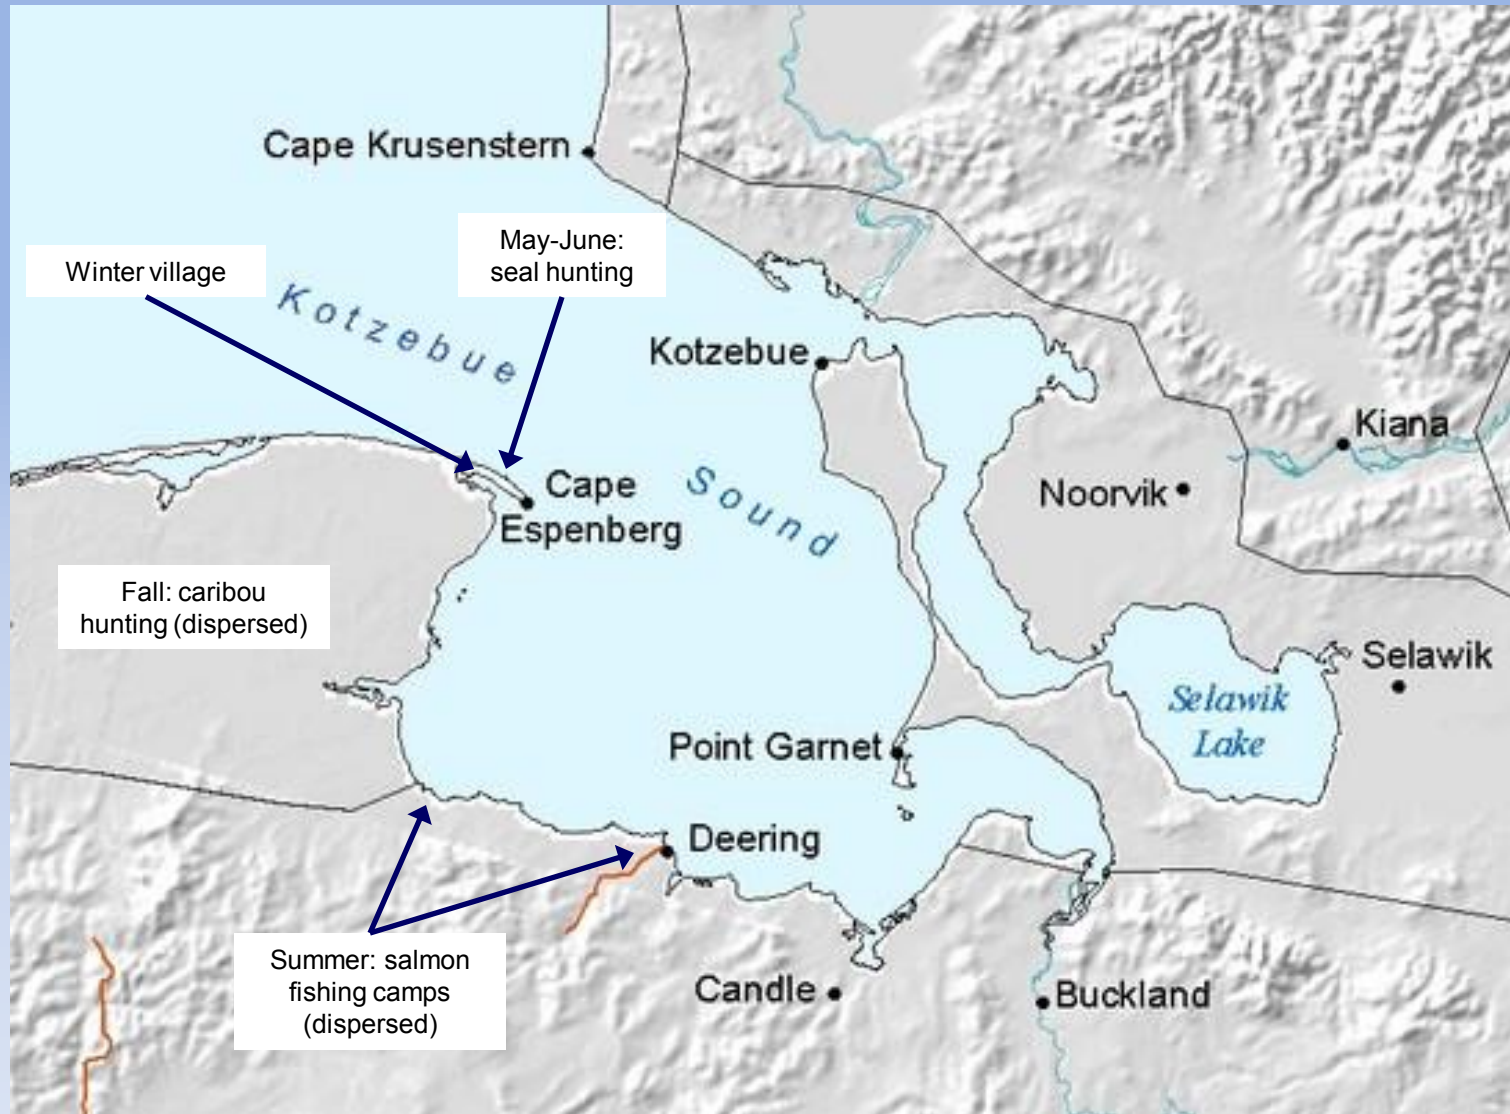 Cape Krusenstern
May-June:
seal hunting
Winter village
Kotzebue
Sound
Kotzebue
Kiana
Cape
Espenberg
Noorvik
Fall: caribou
hunting (dispersed)
Selawik
Selawik
Lake
Point Garnet
Deering
Summer: salmon
fishing camps
(dispersed)
Candle
Buckland